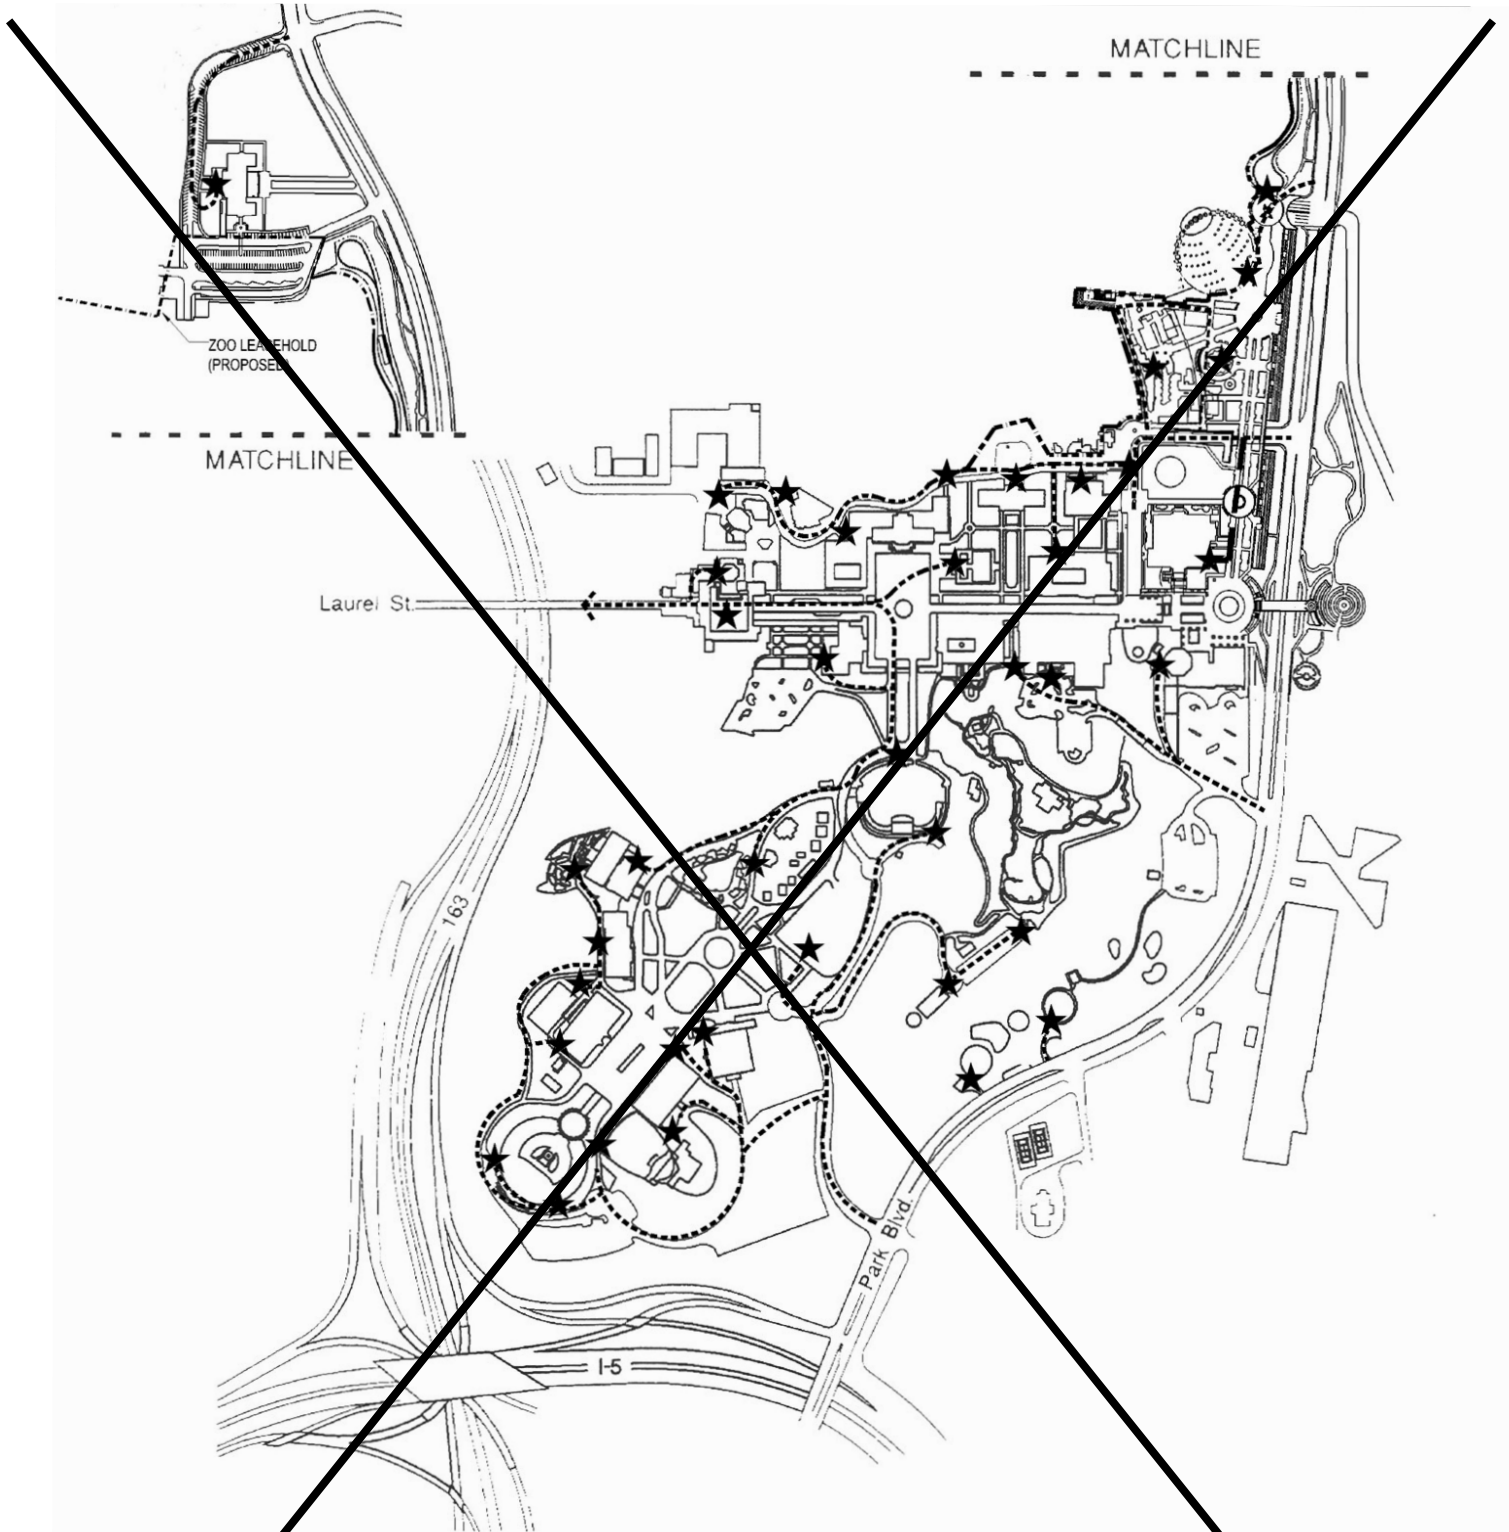 MATCHLINE
ZOO LEASEHOLD
(PROPOSED)
MATCHLINE
Laurel St.
163
Park Blvd.
I-5